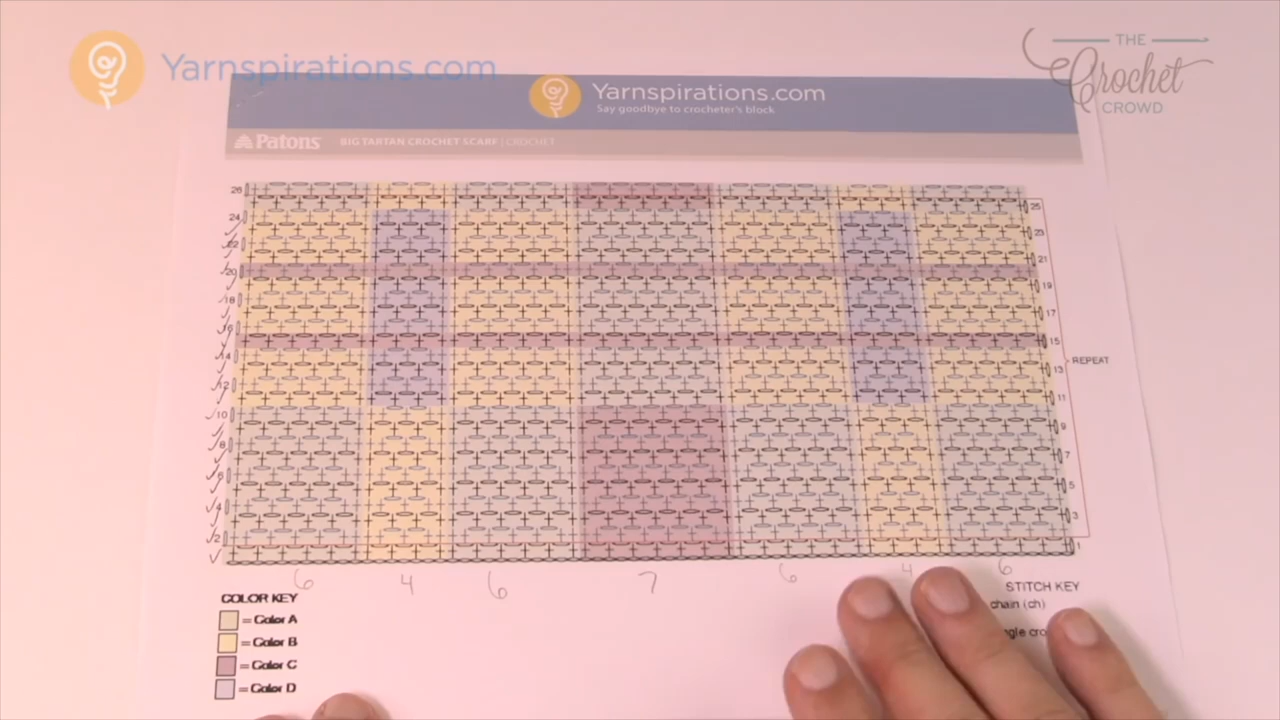 Yarnspirations.com
THE
Crochet
CROWD
Yarnspirations.com
Say goodbye to crocheter's block
Patons
BIG TARTAN CROCHET SCARF | CROCHET
26
25
24
23
22
21
20
19
18
17
16
15
14
REPEAT
13
12
11
10
9
8
7
6
5
4
3
2
1
6 4 6 7 6 4 6
STITCH KEY
chain (ch)
COLOR KEY
= Color A
= Color B
= Color C
= Color D